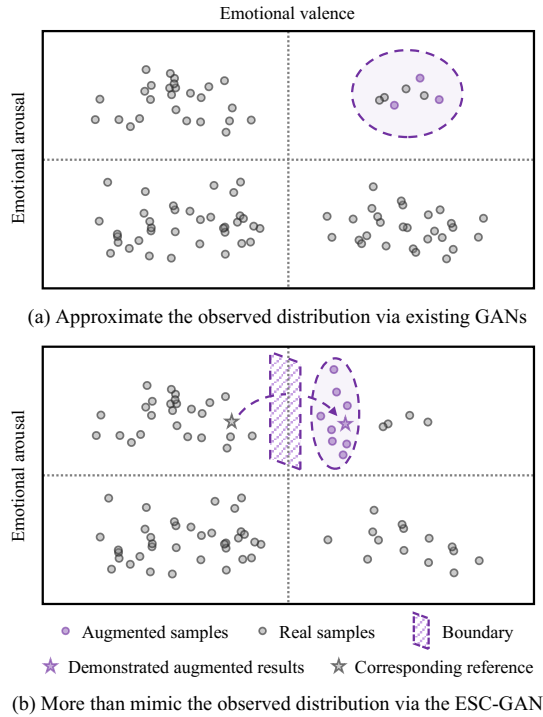 Emotional valence
Emotional arousal
(a) Approximate the observed distribution via existing GANs
Emotional arousal
Augmented samples
Real samples
Boundary
Demonstrated augmented results
Corresponding reference
(b) More than mimic the observed distribution via the ESC-GAN